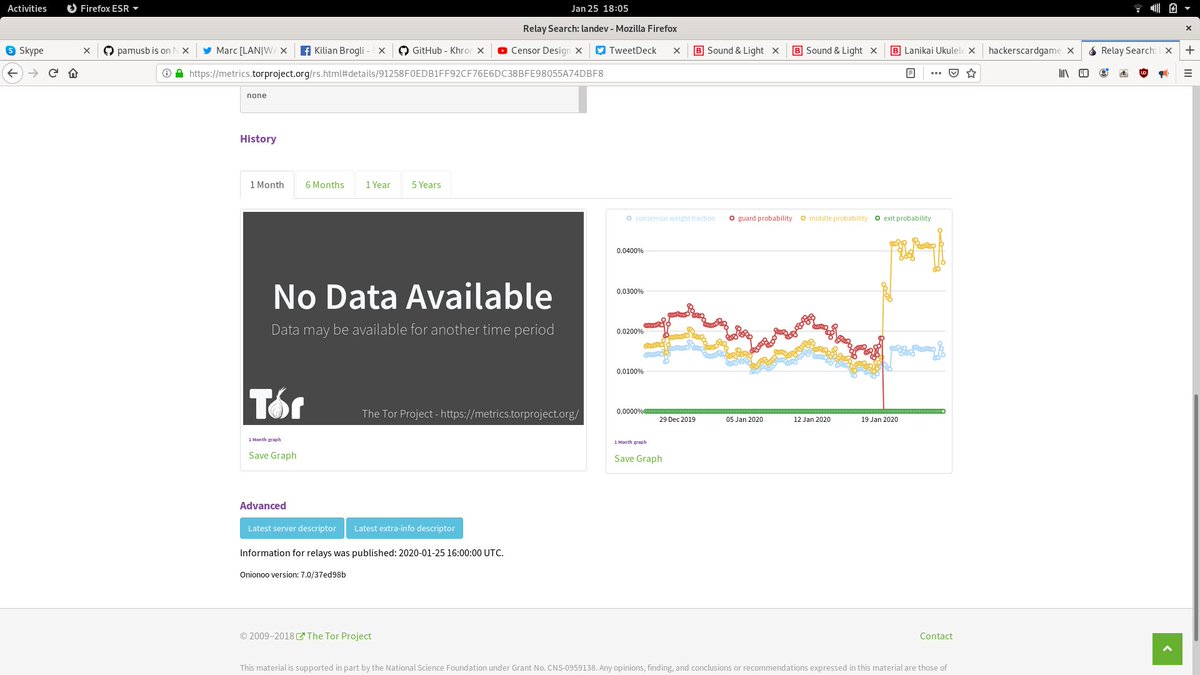 Activities Firefox ESR Jan 25 18:05
Relay Search: landev - Mozilla Firefox
Skype pamusb is on Marc [LAN|W Kilian Brogli - GitHub - Khron Censor Design TweetDeck Sound & Light Sound & Light Lanikai Ukulele hackerscardgame Relay Search:
https://metrics.torproject.org/rs.html#details/91258F0EDB1FF92CF76E6DC38BFE98055A74DBF8
none
History
1 Month 6 Months 1 Year 5 Years
No Data Available
Data may be available for another time period
Tor
The Tor Project - https://metrics.torproject.org/
1 Month graph
Save Graph
consensus weight fraction guard probability middle probability exit probability
0.0400%
0.0300%
0.0200%
0.0100%
0.0000%
29 Dec 2019 05 Jan 2020 12 Jan 2020 19 Jan 2020
1 Month graph
Save Graph
Advanced
Latest server descriptor Latest extra-info descriptor
Information for relays was published: 2020-01-25 16:00:00 UTC.
Onionoo version: 7.0/37ed98b
© 2009–2018 The Tor Project Contact
This material is supported in part by the National Science Foundation under Grant No. CNS-0959138. Any opinions, finding, and conclusions or recommendations expressed in this material are those of